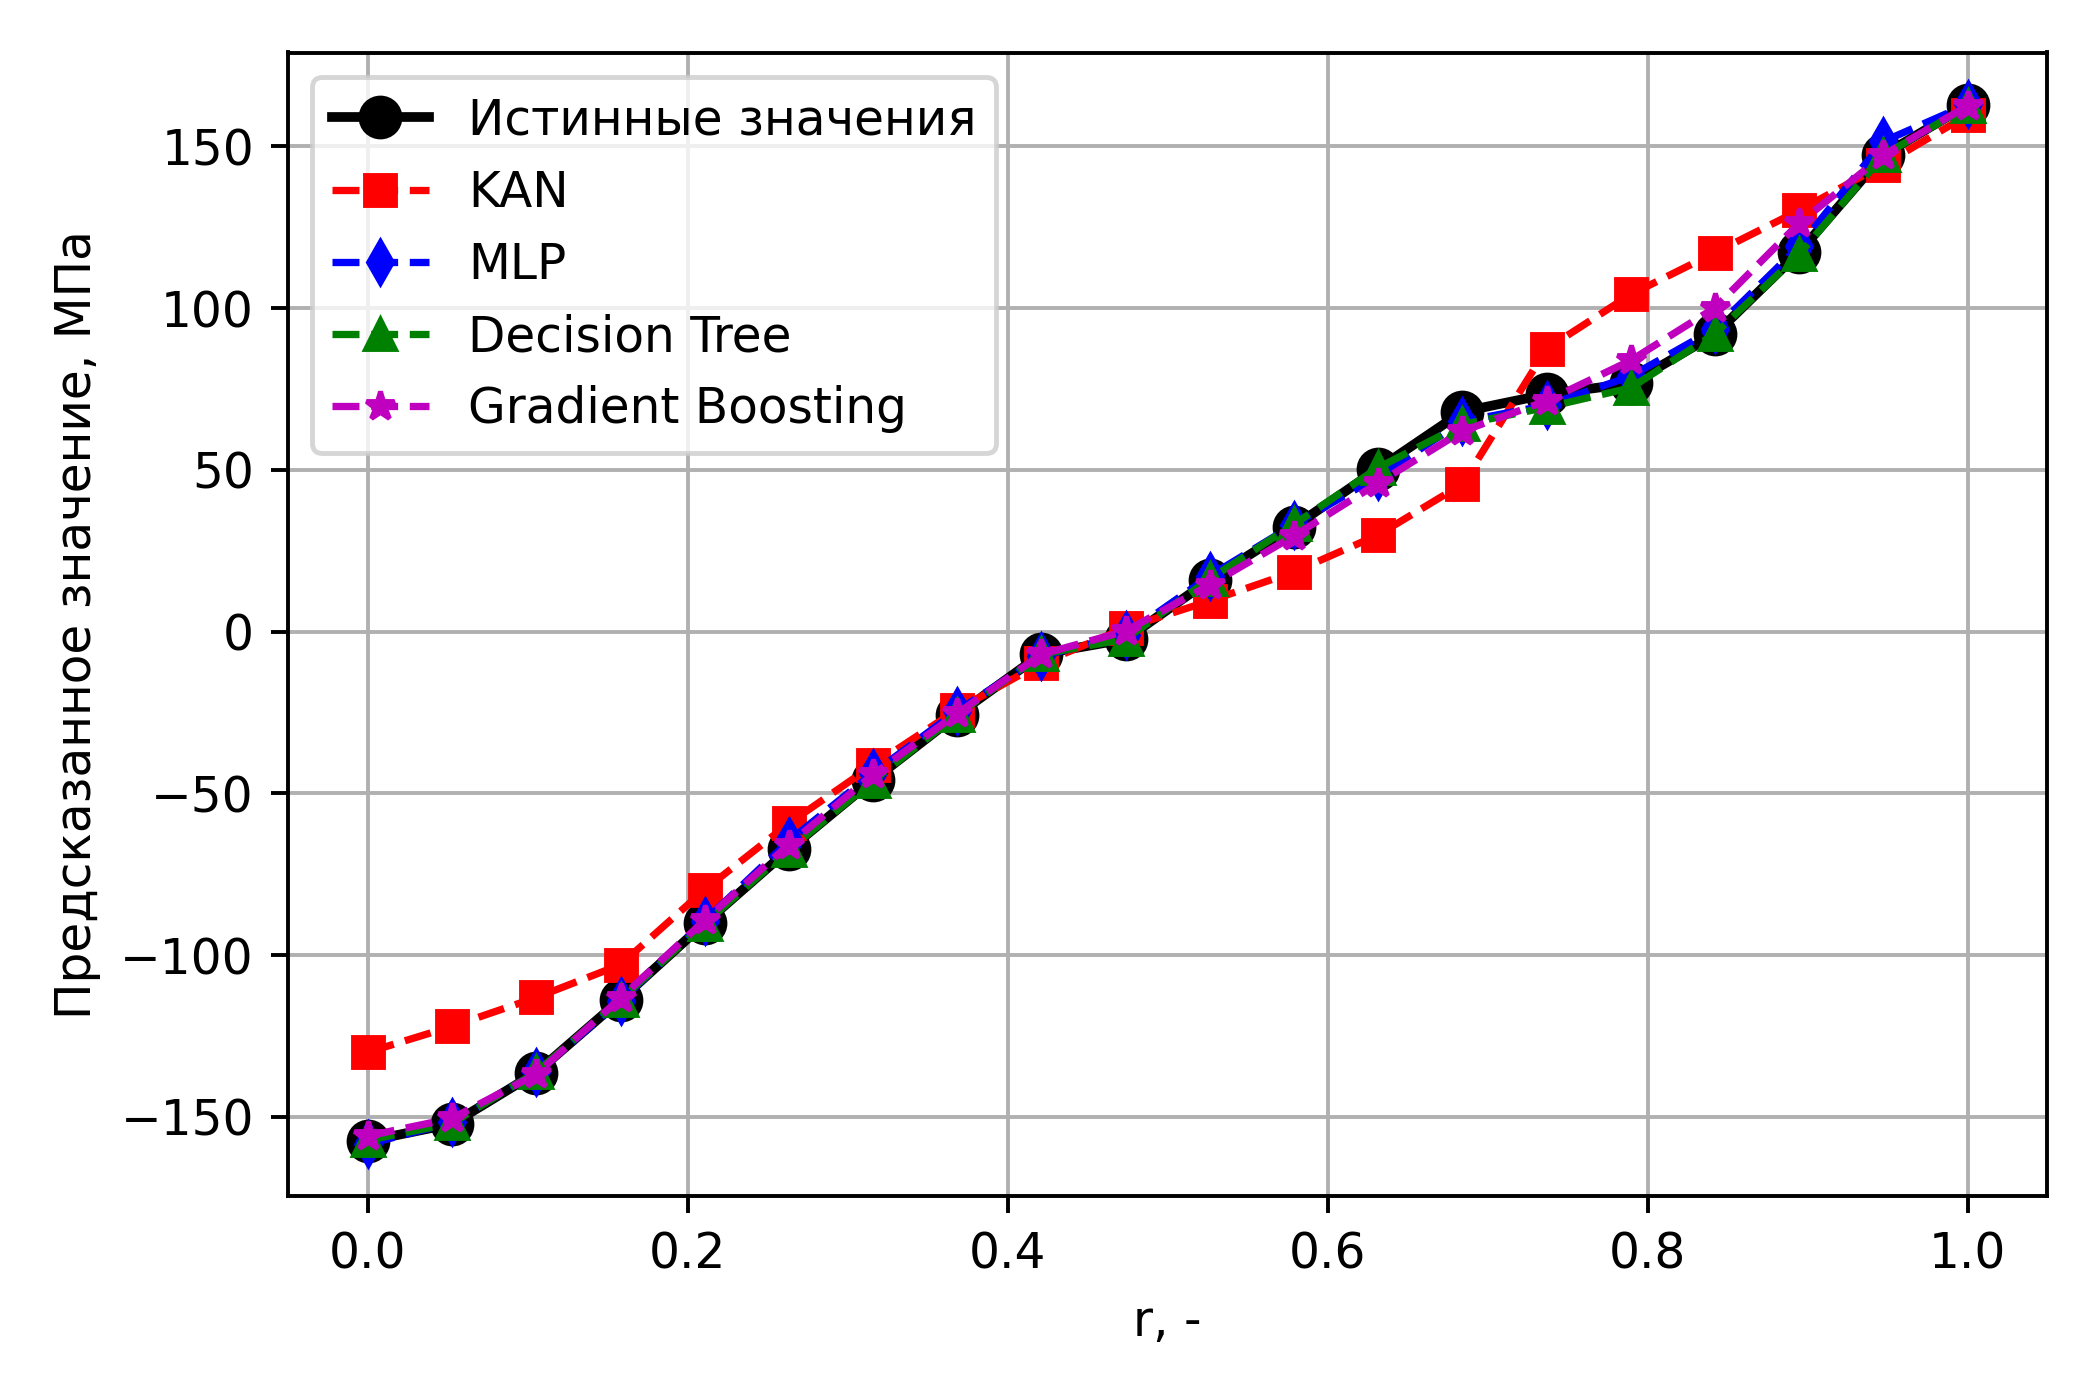 Истинные значения
KAN
MLP
Decision Tree
Gradient Boosting
Предсказанное значение, МПа
150
100
50
0
−50
−100
−150
0.0 0.2 0.4 0.6 0.8 1.0
r, -